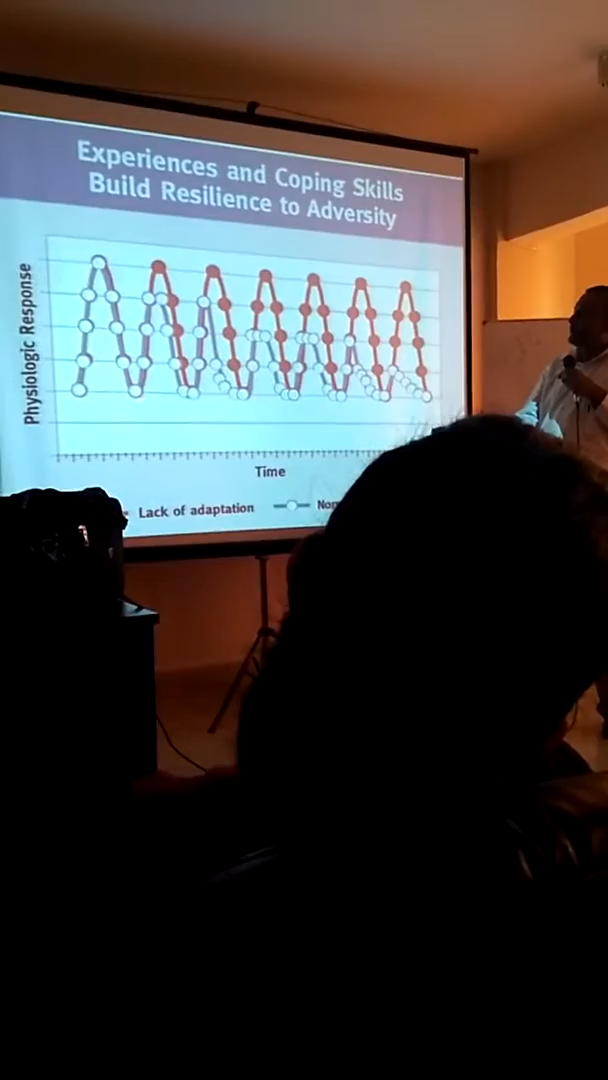 Experiences and Coping Skills
Build Resilience to Adversity
Physiologic Response
Time
Lack of adaptation